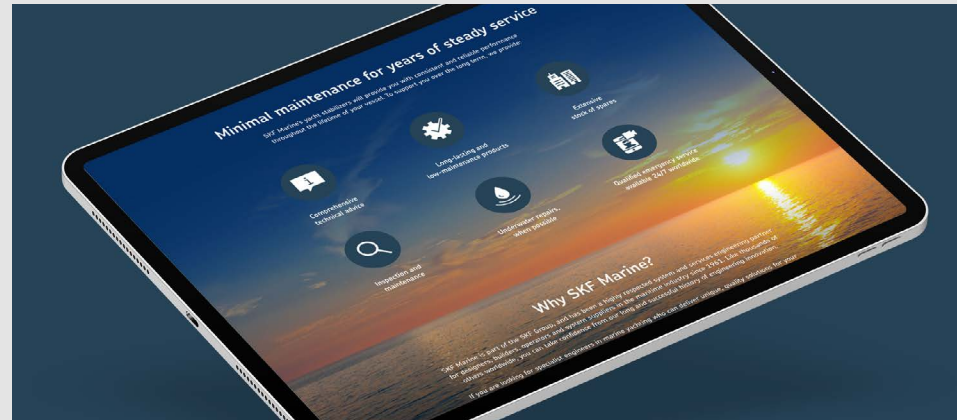 Minimal maintenance for years of steady service
SKF Marine's yacht stabilizers will provide you with consistent and reliable performance
throughout the lifetime of your vessel. To support you over the long term, we provide:
Comprehensive
technical advice
Long-lasting and
low-maintenance products
Extensive
stock of spares
Inspection and
maintenance
Underwater repairs,
when possible
Qualified emergency service
available 24/7 worldwide
Why SKF Marine?
SKF Marine is part of the SKF Group, and has been a highly respected system and services engineering partner
for designers, builders, operators and system suppliers in the maritime industry since 1961. Like thousands of
others worldwide, you can take confidence from our long and successful history of engineering innovation.
If you are looking for specialist engineers in marine yachting who can deliver unique, quality solutions for your